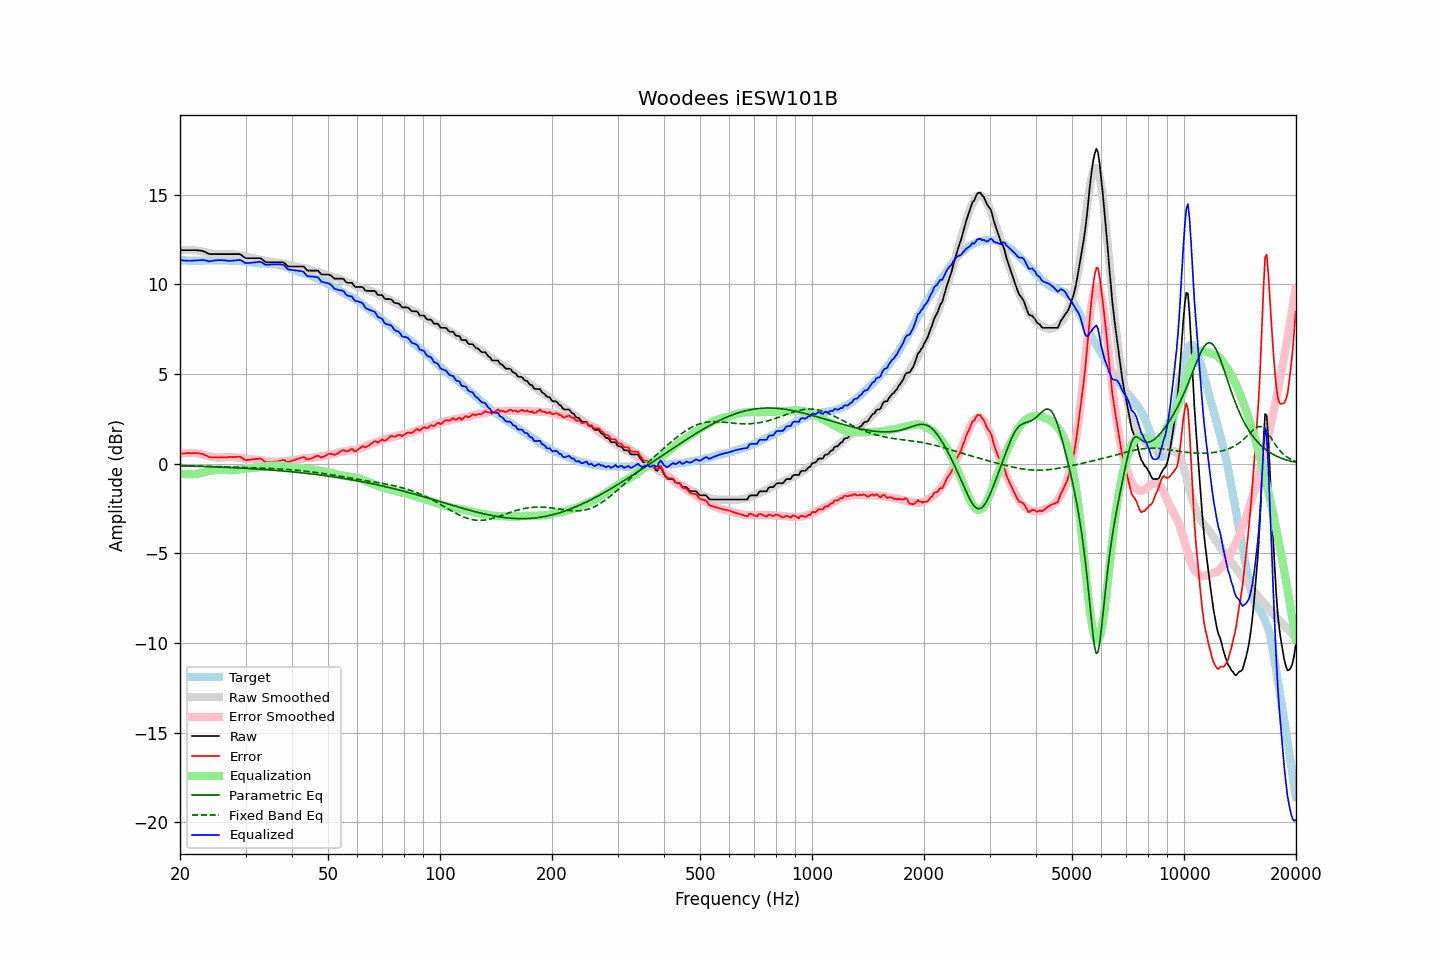 Woodees iESW101B
Amplitude (dBr)
15
10
5
0
−5
−10
−15
−20
Target
Raw Smoothed
Error Smoothed
Raw
Error
Equalization
Parametric Eq
Fixed Band Eq
Equalized
20 50 100 200 500 1000 2000 5000 10000 20000
Frequency (Hz)